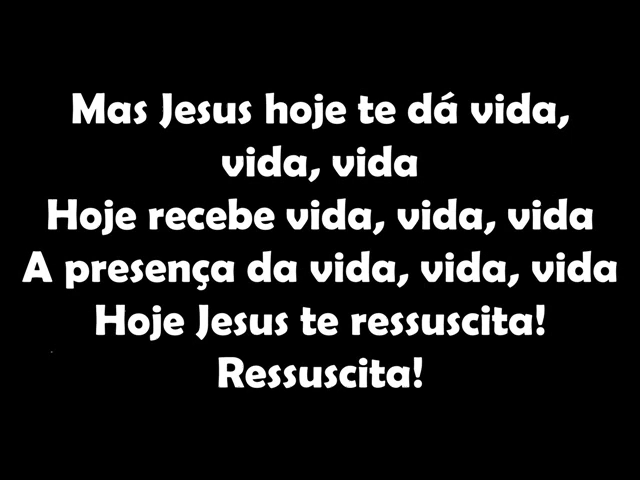 Mas Jesus hoje te dá vida,
vida, vida
Hoje recebe vida, vida, vida
A presença da vida, vida, vida
Hoje Jesus te ressuscita!
Ressuscita!